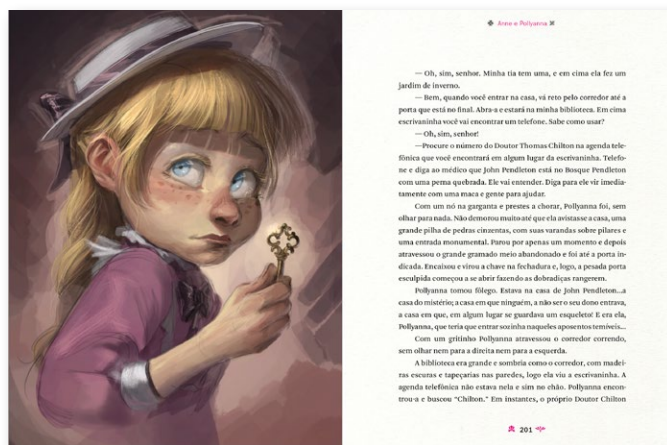 Anne e Pollyanna
— Oh, sim, senhor. Minha tia tem uma, e em cima ela fez um
jardim de inverno.
— Bem, quando você entrar na casa, vá reto pelo corredor até a
porta que está no final. Abra-a e estará na minha biblioteca. Em cima
escrivaninha você vai encontrar um telefone. Sabe como usar?
—Oh, sim, senhor!
—Procure o número do Doutor Thomas Chilton na agenda tele-
fônica que você encontrará em algum lugar da escrivaninha. Telefo-
ne e diga ao médico que John Pendleton está no Bosque Pendleton
com uma perna quebrada. Ele vai entender. Diga para ele vir imedia-
tamente com uma maca e gente para ajudar.
Com um nó na garganta e prestes a chorar, Pollyanna foi, sem
olhar para nada. Não demorou muito até que ela avistasse a casa, uma
grande pilha de pedras cinzentas, com suas varandas sobre pilares e
uma entrada monumental. Parou por apenas um momento e depois
atravessou o grande gramado meio abandonado e foi até a porta in-
dicada. Encaixou e virou a chave na fechadura e, logo, a pesada porta
esculpida começou a se abrir fazendo as dobradiças rangerem.
Pollyanna tomou fôlego. Estava na casa de John Pendleton...a
casa do mistério; a casa em que ninguém, a não ser o seu dono entrava,
a casa em que, em algum lugar se guardava um esqueleto! E era ela,
Pollyanna, que teria que entrar sozinha naqueles aposentos temíveis...
Com um gritinho Pollyanna atravessou o corredor correndo,
sem olhar nem para a direita nem para a esquerda.
A biblioteca era grande e sombria como o corredor, com madei-
ras escuras e tapeçarias nas paredes, logo ela viu a escrivaninha. A
agenda telefônica não estava nela e sim no chão. Pollyanna encon-
trou-a e buscou “Chilton.” Em instantes, o próprio Doutor Chilton
201